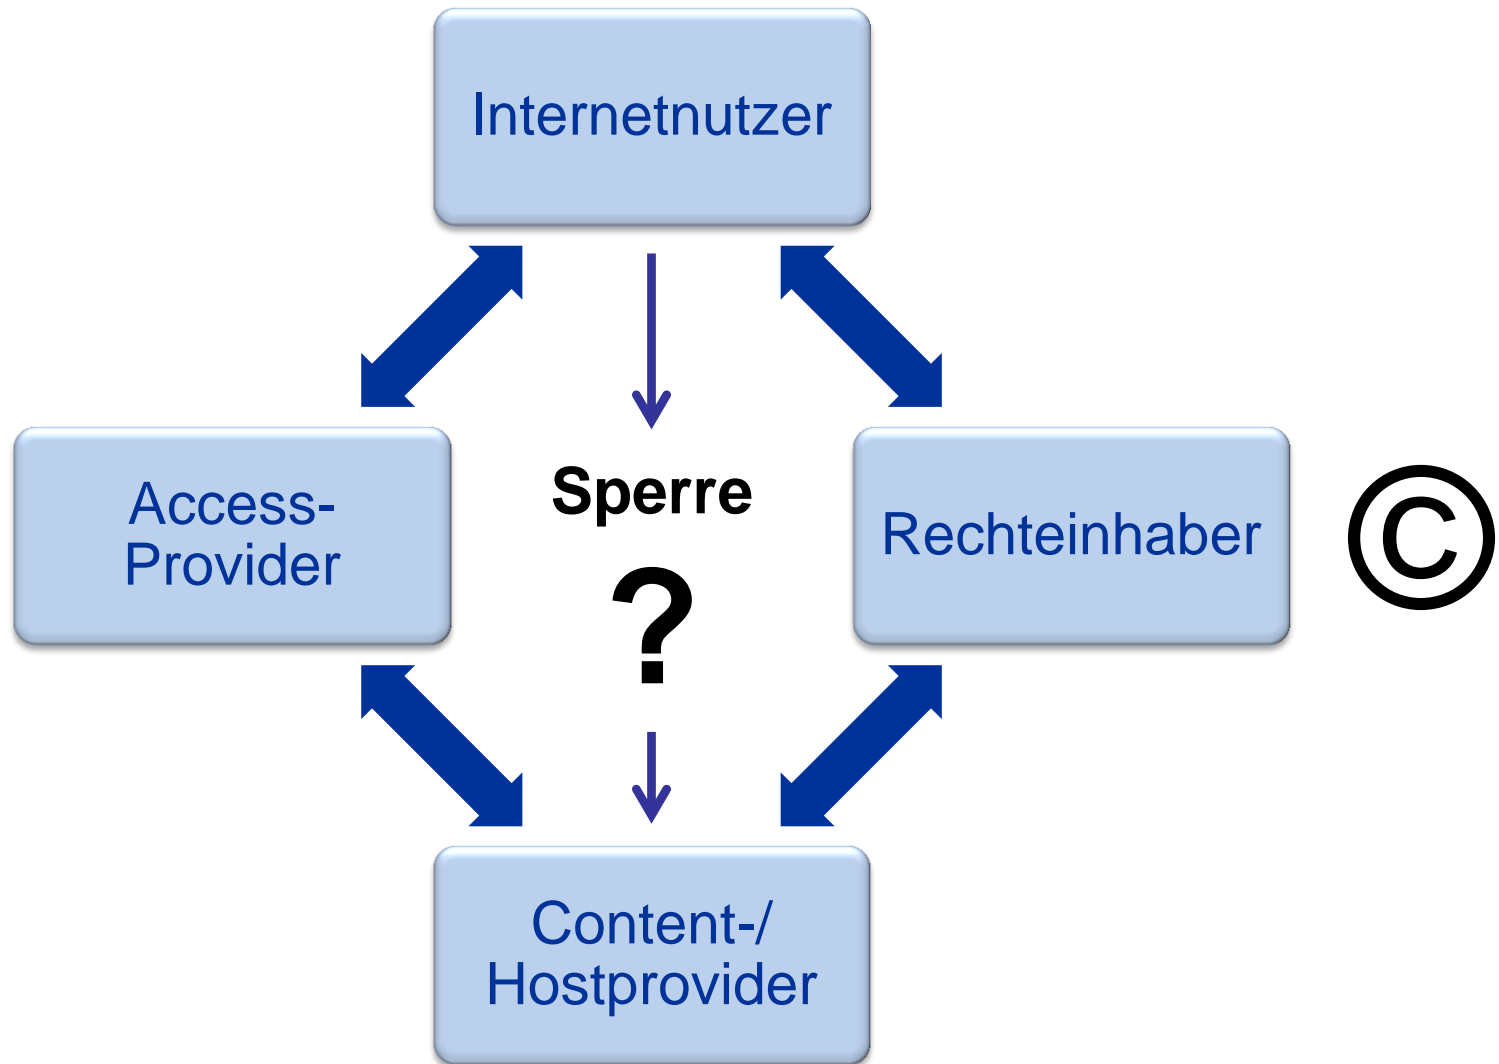 Internetnutzer
Access-
Provider
Sperre
?
Rechteinhaber
©
Content-/
Hostprovider